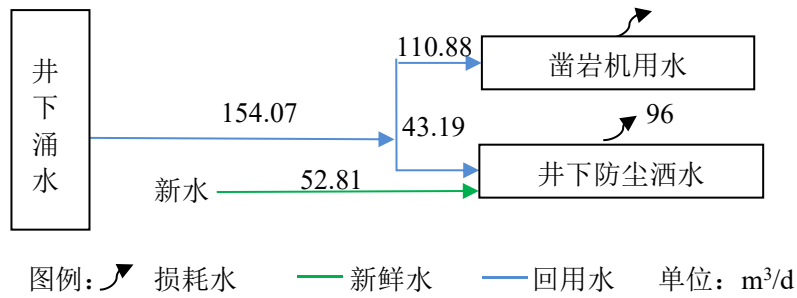 110.88
凿岩机用水
井下涌水
154.07
43.19
96
井下防尘洒水
新水
52.81
图例： 损耗水 新鲜水 回用水 单位：m³/d